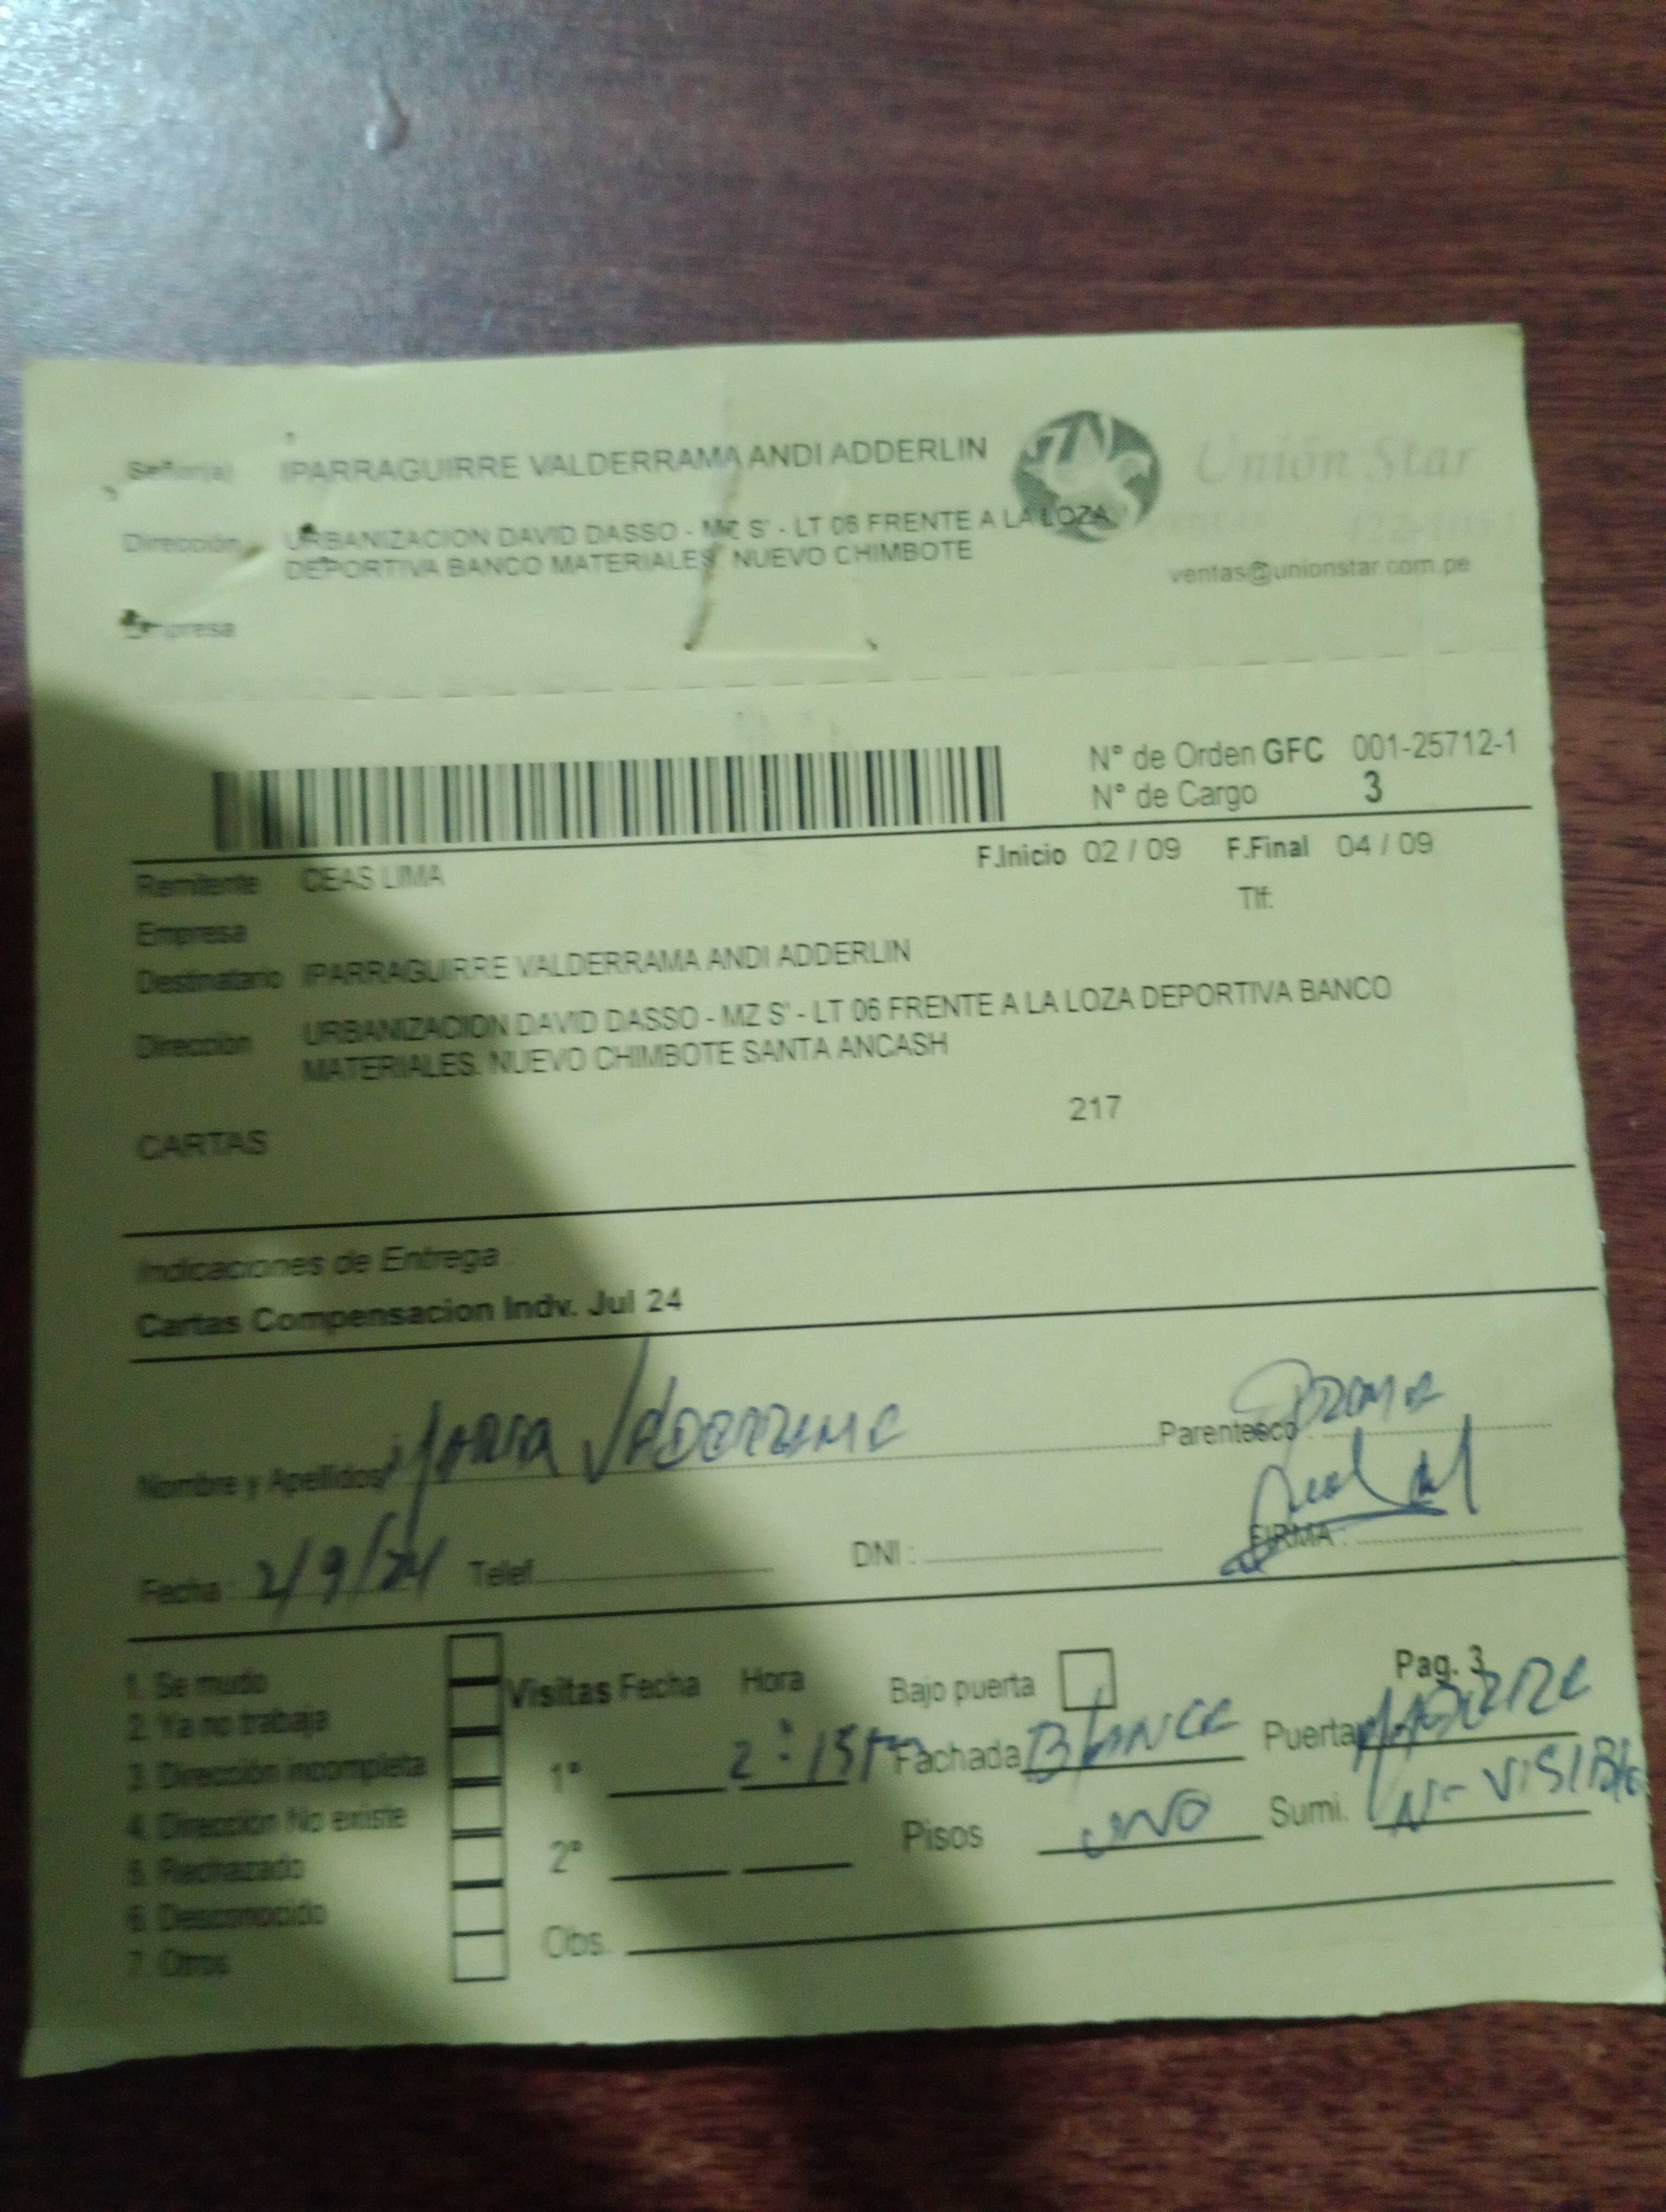 Señor(a) IPARRAGUIRRE VALDERRAMA ANDI ADDERLIN
Unión Star
Dirección URBANIZACION DAVID DASSO - MZ S' - LT 06 FRENTE A LA LOZA
DEPORTIVA BANCO MATERIALES. NUEVO CHIMBOTE
ventas@unionstar.com.pe
Empresa
N° de Orden GFC 001-25712-1
N° de Cargo 3
F.Inicio 02 / 09 F.Final 04 / 09
Remitente CEAS LIMA
Tlf:
Empresa
Destinatario IPARRAGUIRRE VALDERRAMA ANDI ADDERLIN
Dirección URBANIZACION DAVID DASSO - MZ S' - LT 06 FRENTE A LA LOZA DEPORTIVA BANCO
MATERIALES. NUEVO CHIMBOTE SANTA ANCASH
217
CARTAS
Indicaciones de Entrega :
Cartas Compensacion Indv. Jul 24
Nombre y Apellidos María Valderrama Parentesco :
Fecha : 2/9/24 Telef. DNI : FIRMA :
Pag. 3
1. Se mudo
Visitas Fecha Hora Bajo puerta
2. Ya no trabaja
1° 2:15 Fachada BLANCA Puerta
3. Dirección incompleta
4. Dirección No existe
2° Pisos UNO Sumi. N- VISIBLE
5. Rechazado
6. Desconocido
Obs.
7. Otros